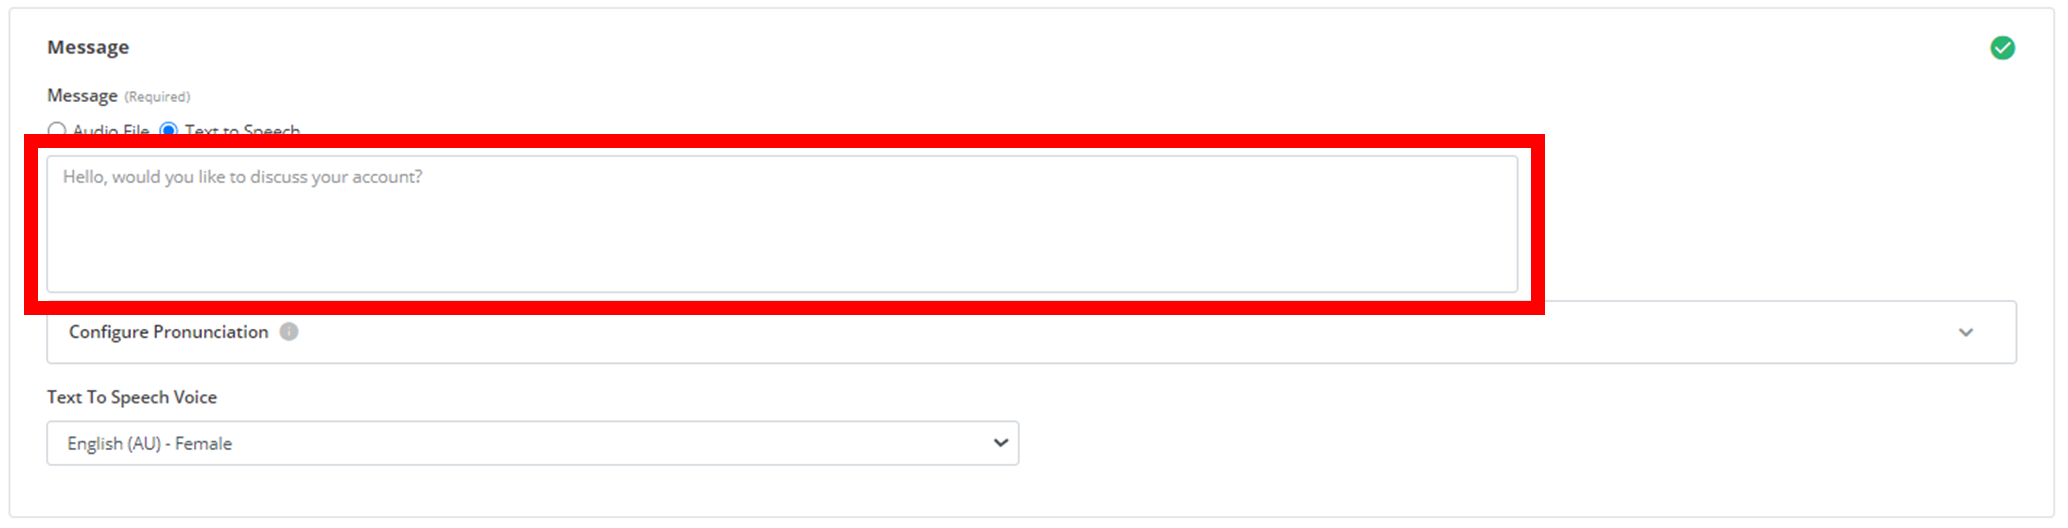 Message
Message (Required)
Audio File Text to Speech
Hello, would you like to discuss your account?
Configure Pronunciation
Text To Speech Voice
English (AU) - Female